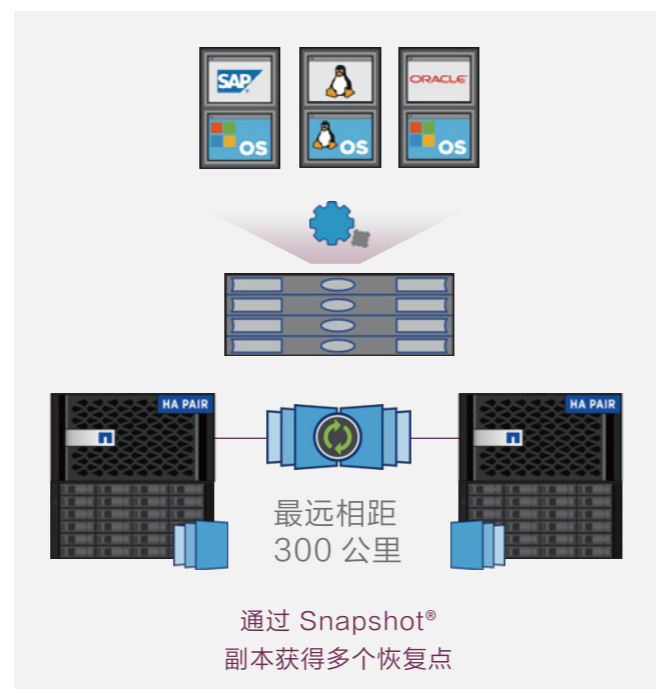 SAP
ORACLE
OS
OS
OS
HA PAIR
HA PAIR
最远相距
300 公里
通过 Snapshot®
副本获得多个恢复点